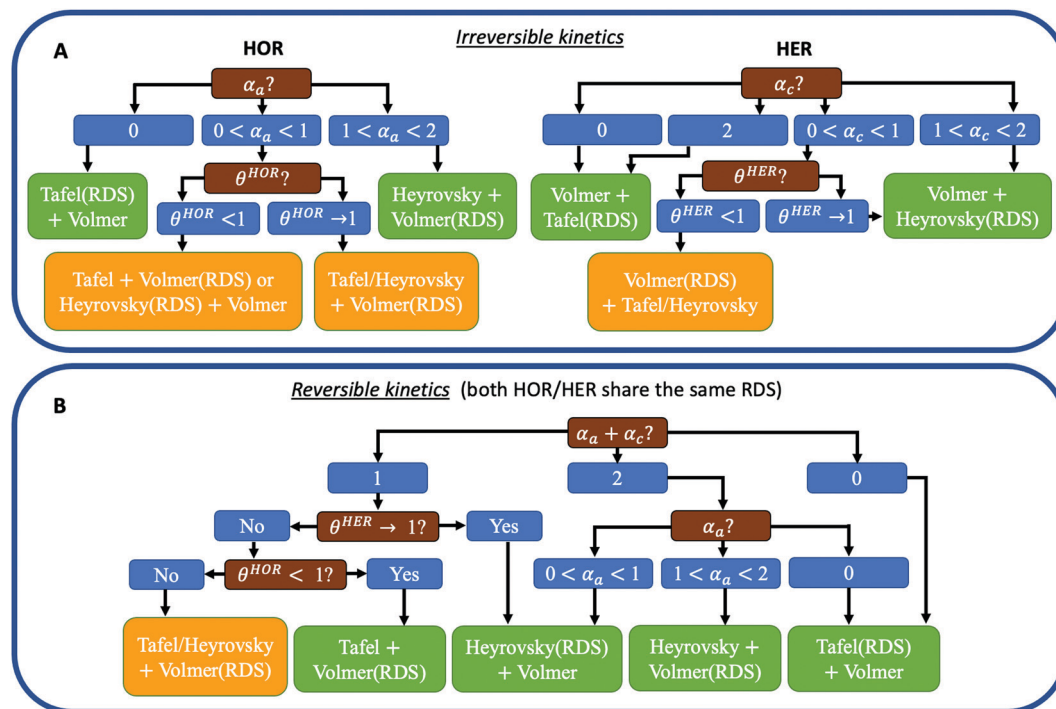 Irreversible kinetics
A
HOR
HER
α_a?
α_c?
0
0 < α_a < 1
1 < α_a < 2
0
2
0 < α_c < 1
1 < α_c < 2
θ^HOR?
θ^HER?
Tafel(RDS)
+ Volmer
Heyrovsky +
Volmer(RDS)
Volmer +
Tafel(RDS)
Volmer +
Heyrovsky(RDS)
θ^HOR <1
θ^HOR →1
θ^HER <1
θ^HER →1
Tafel + Volmer(RDS) or
Heyrovsky(RDS) + Volmer
Tafel/Heyrovsky
+ Volmer(RDS)
Volmer(RDS)
+ Tafel/Heyrovsky
Reversible kinetics (both HOR/HER share the same RDS)
B
α_a + α_c?
1
2
0
No
θ^HER → 1?
Yes
α_a?
No
θ^HOR < 1?
Yes
0 < α_a < 1
1 < α_a < 2
0
Tafel/Heyrovsky
+ Volmer(RDS)
Tafel +
Volmer(RDS)
Heyrovsky(RDS)
+ Volmer
Heyrovsky +
Volmer(RDS)
Tafel(RDS)
+ Volmer